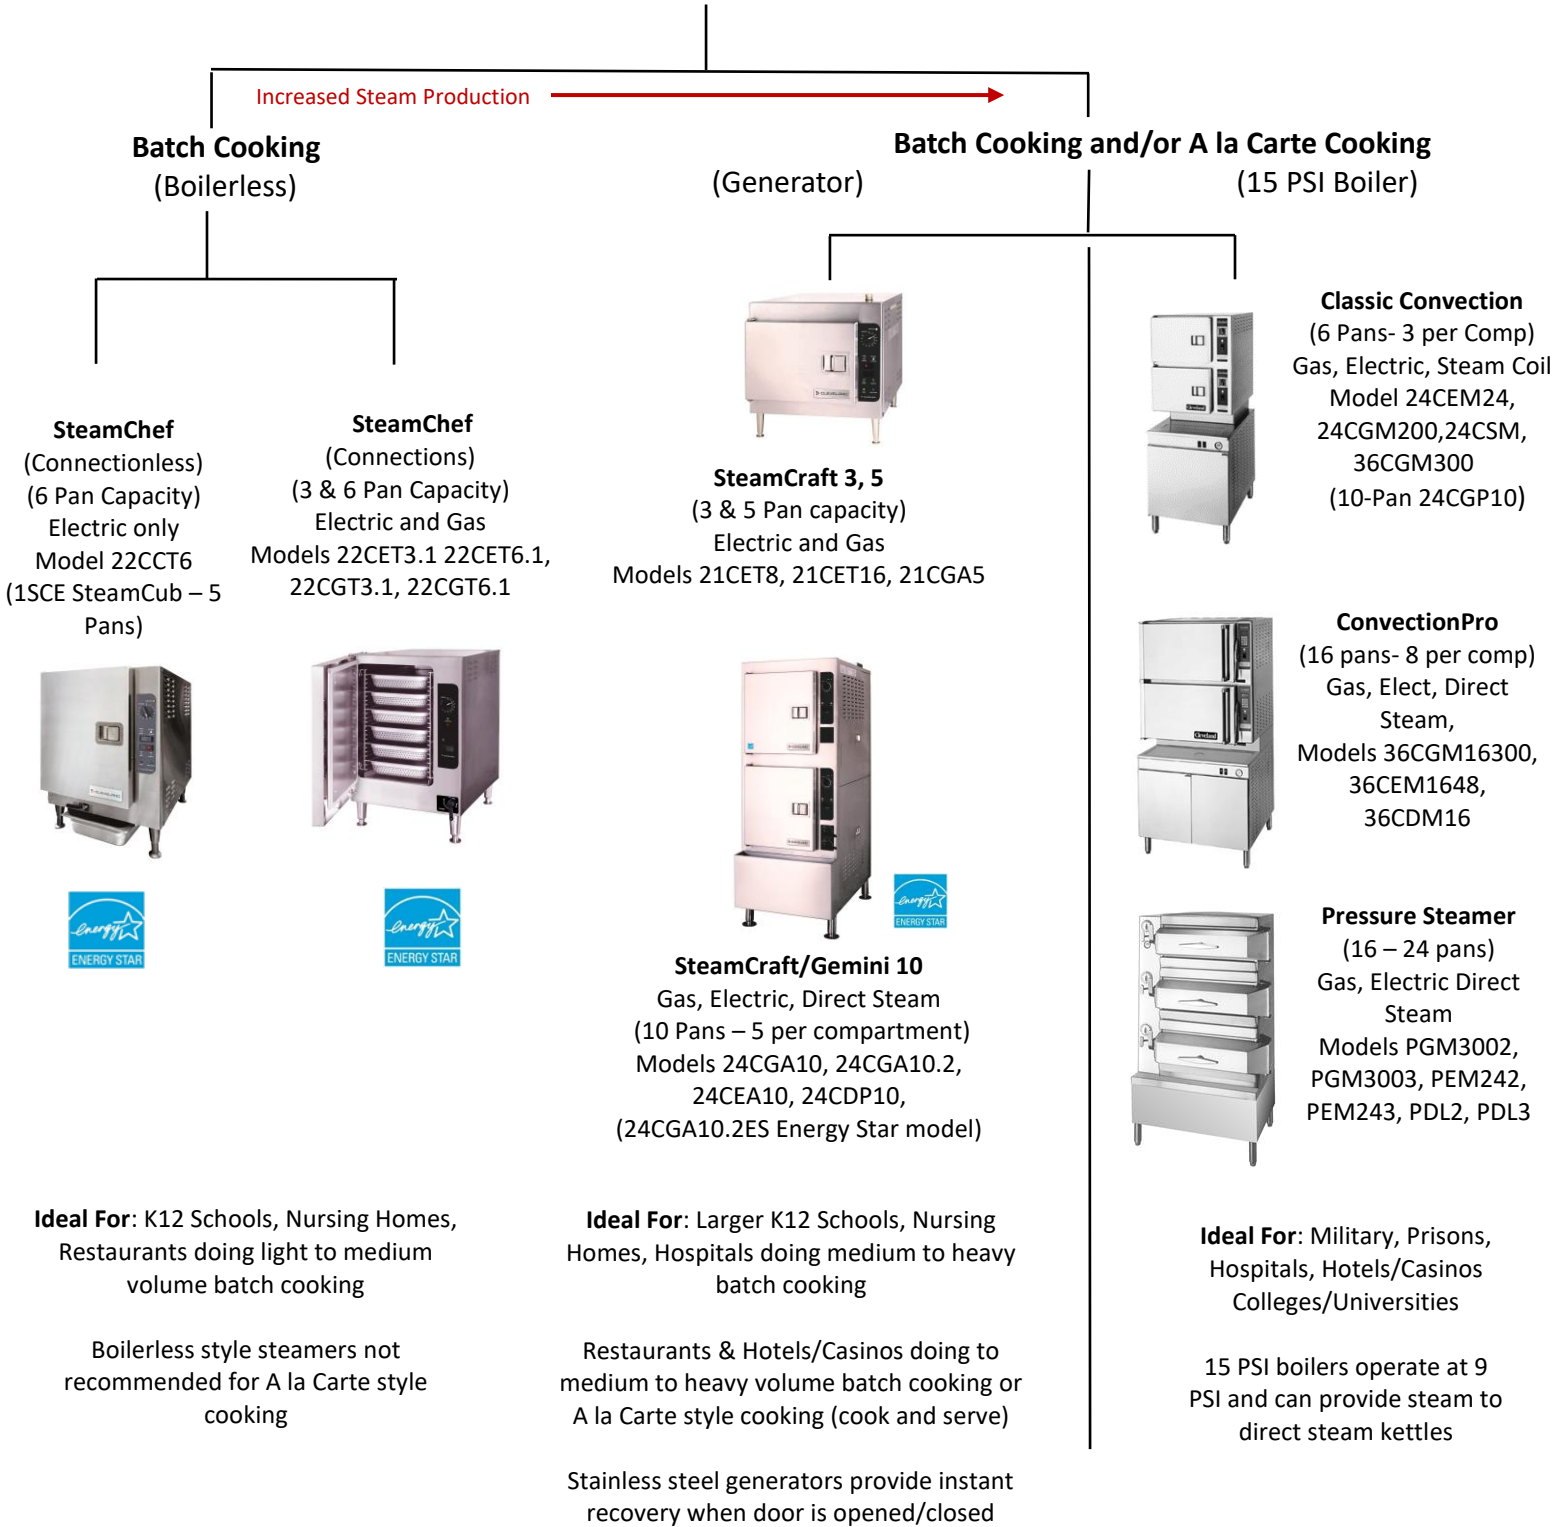 Increased Steam Production
Batch Cooking
(Boilerless)
Batch Cooking and/or A la Carte Cooking
(Generator)
(15 PSI Boiler)
SteamChef
(Connectionless)
(6 Pan Capacity)
Electric only
Model 22CCT6
(1SCE SteamCub – 5
Pans)
ENERGY STAR
SteamChef
(Connections)
(3 & 6 Pan Capacity)
Electric and Gas
Models 22CET3.1 22CET6.1,
22CGT3.1, 22CGT6.1
ENERGY STAR
Ideal For: K12 Schools, Nursing Homes,
Restaurants doing light to medium
volume batch cooking
Boilerless style steamers not
recommended for A la Carte style
cooking
SteamCraft 3, 5
(3 & 5 Pan capacity)
Electric and Gas
Models 21CET8, 21CET16, 21CGA5
ENERGY STAR
SteamCraft/Gemini 10
Gas, Electric, Direct Steam
(10 Pans – 5 per compartment)
Models 24CGA10, 24CGA10.2,
24CEA10, 24CDP10,
(24CGA10.2ES Energy Star model)
Ideal For: Larger K12 Schools, Nursing
Homes, Hospitals doing medium to heavy
batch cooking
Restaurants & Hotels/Casinos doing to
medium to heavy volume batch cooking or
A la Carte style cooking (cook and serve)
Stainless steel generators provide instant
recovery when door is opened/closed
Classic Convection
(6 Pans- 3 per Comp)
Gas, Electric, Steam Coil
Model 24CEM24,
24CGM200,24CSM,
36CGM300
(10-Pan 24CGP10)
ConvectionPro
(16 pans- 8 per comp)
Gas, Elect, Direct
Steam,
Models 36CGM16300,
36CEM1648,
36CDM16
Cleveland
Pressure Steamer
(16 – 24 pans)
Gas, Electric Direct
Steam
Models PGM3002,
PGM3003, PEM242,
PEM243, PDL2, PDL3
Ideal For: Military, Prisons,
Hospitals, Hotels/Casinos
Colleges/Universities
15 PSI boilers operate at 9
PSI and can provide steam to
direct steam kettles